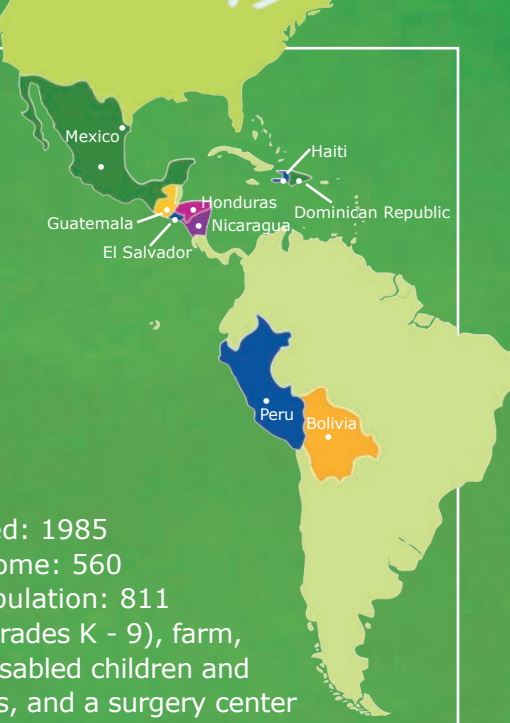 Mexico
Haiti
Honduras
Dominican Republic
Guatemala
Nicaragua
El Salvador
Peru
Bolivia
ed: 1985
ome: 560
pulation: 811
rades K - 9), farm,
sabled children and
s, and a surgery center